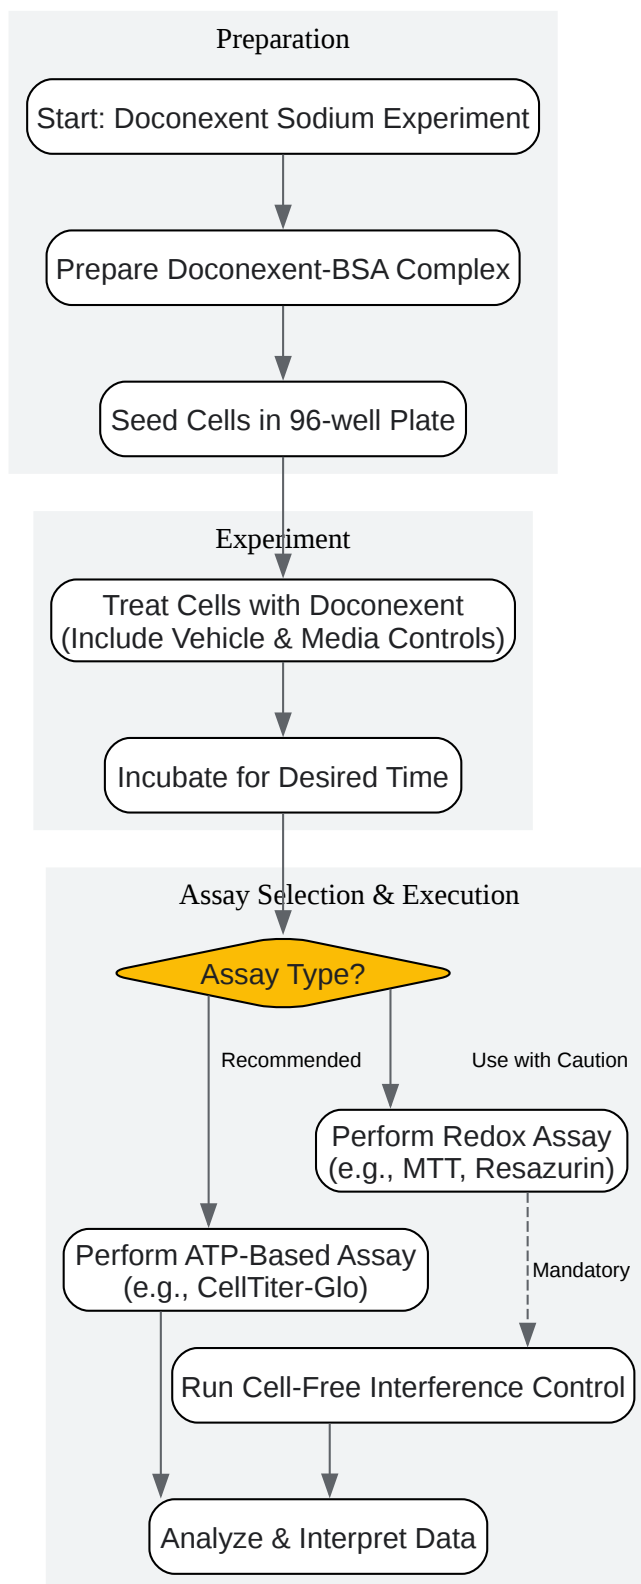 Preparation
Start: Doconexent Sodium Experiment
Prepare Doconexent-BSA Complex
Seed Cells in 96-well Plate
Experiment
Treat Cells with Doconexent
(Include Vehicle & Media Controls)
Incubate for Desired Time
Assay Selection & Execution
Assay Type?
Recommended
Use with Caution
Perform Redox Assay
(e.g., MTT, Resazurin)
Perform ATP-Based Assay
(e.g., CellTiter-Glo)
Mandatory
Run Cell-Free Interference Control
Analyze & Interpret Data